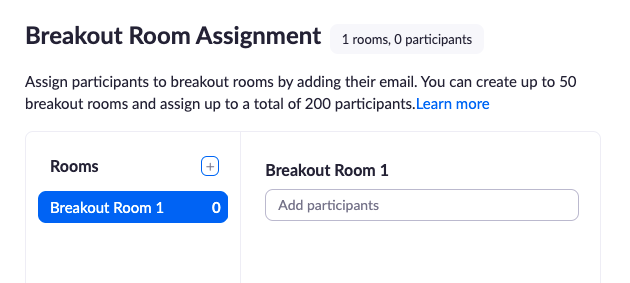 Breakout Room Assignment 1 rooms, 0 participants
Assign participants to breakout rooms by adding their email. You can create up to 50
breakout rooms and assign up to a total of 200 participants.Learn more
Rooms +
Breakout Room 1 0
Breakout Room 1
Add participants